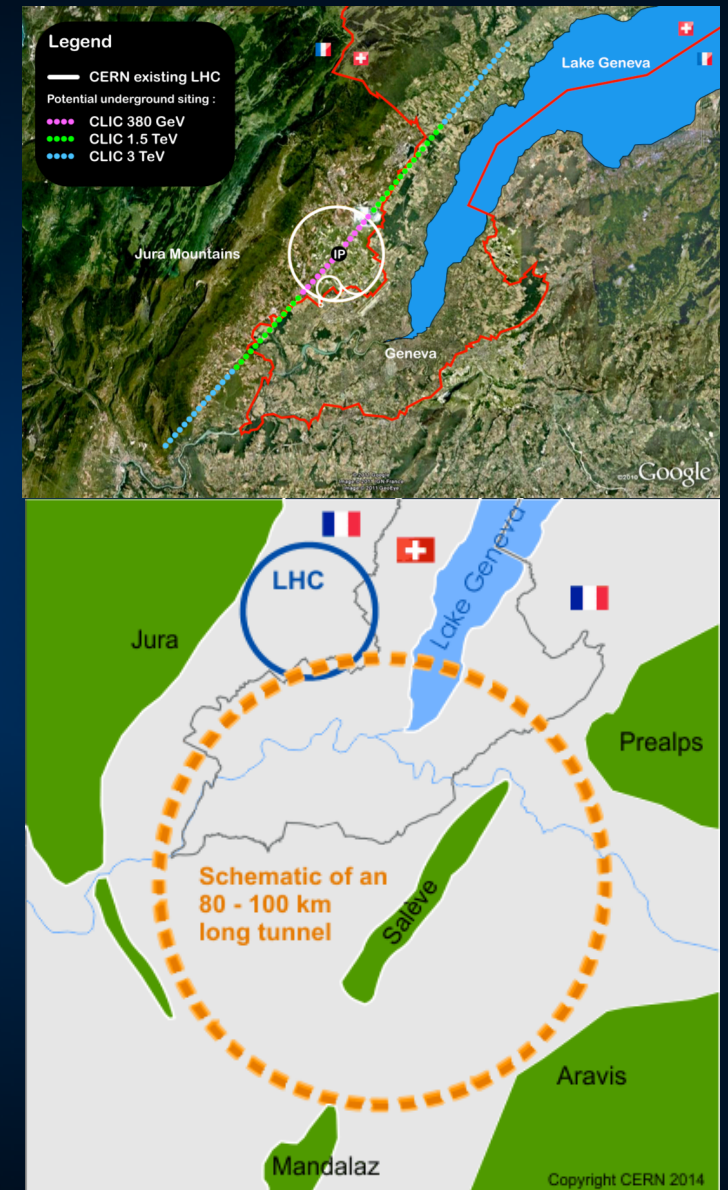 Legend
CERN existing LHC
Potential underground siting :
CLIC 380 GeV
CLIC 1.5 TeV
CLIC 3 TeV
Lake Geneva
Jura Mountains
IP
Geneva
©2010 Google
LHC
Lake Geneva
Jura
Prealps
Schematic of an
80 - 100 km
long tunnel
Salève
Aravis
Mandalaz
Copyright CERN 2014